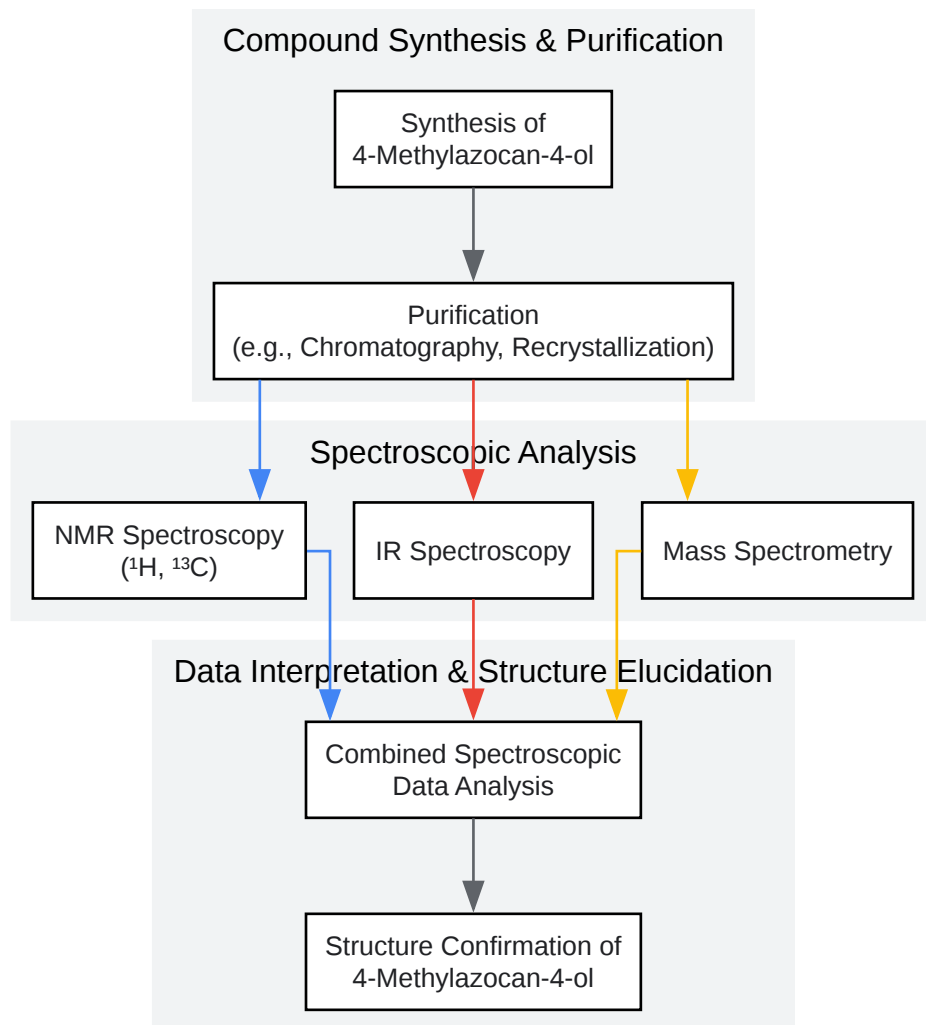 Compound Synthesis & Purification
Synthesis of
4-Methylazocan-4-ol
Purification
(e.g., Chromatography, Recrystallization)
Spectroscopic Analysis
NMR Spectroscopy
(¹H, ¹³C)
IR Spectroscopy
Mass Spectrometry
Data Interpretation & Structure Elucidation
Combined Spectroscopic
Data Analysis
Structure Confirmation of
4-Methylazocan-4-ol